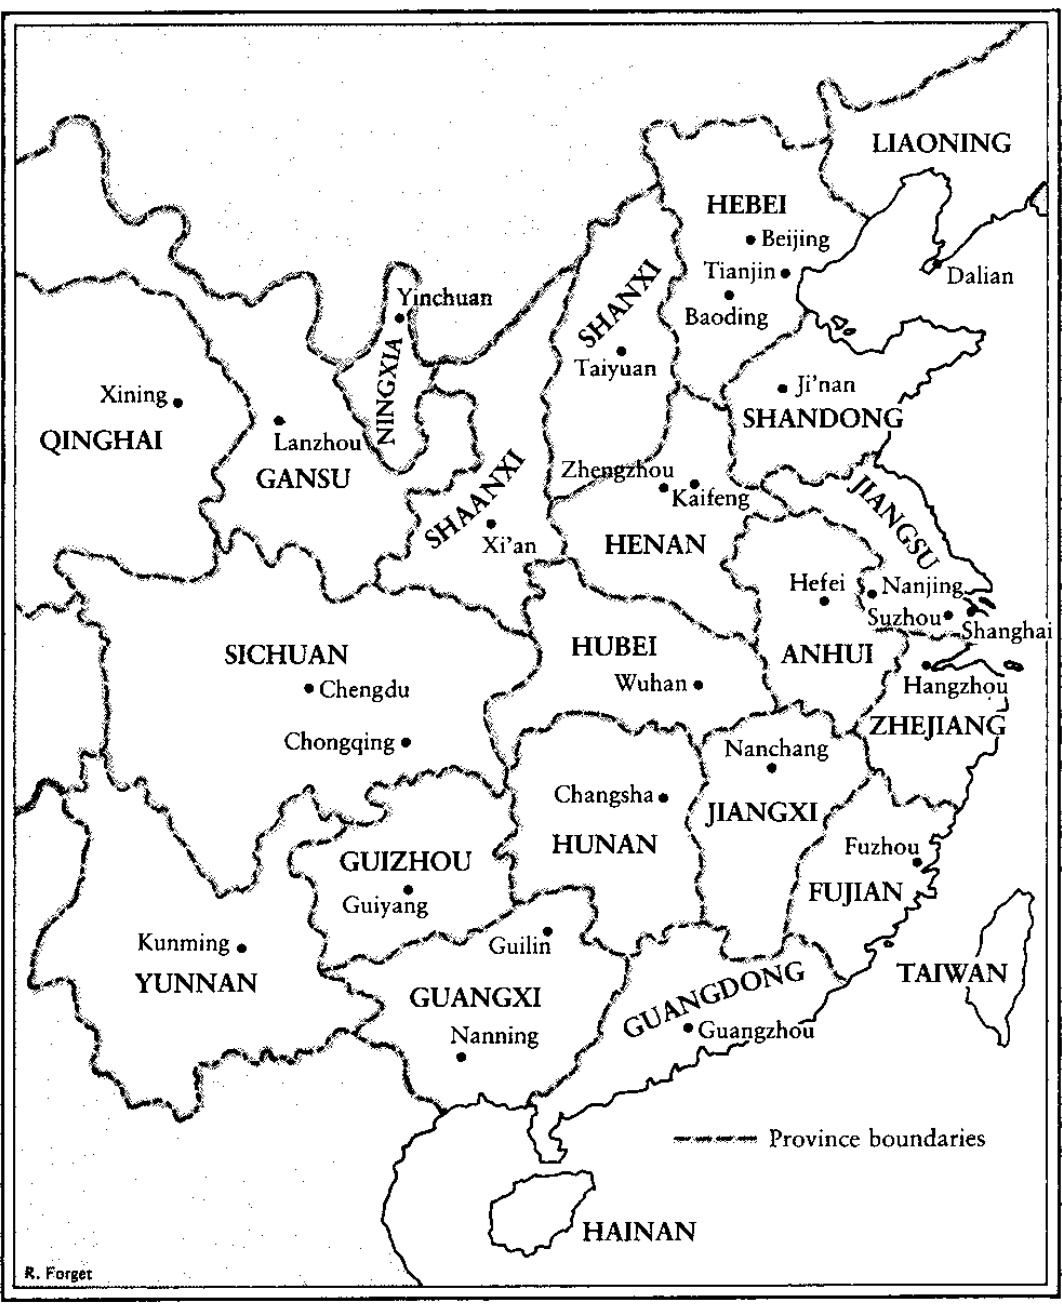 LIAONING
HEBEI
Beijing
Tianjin
Dalian
Baoding
Yinchuan
SHANXI
Taiyuan
NINGXIA
Xining
QINGHAI
Lanzhou
GANSU
Ji'nan
SHANDONG
Zhengzhou
Kaifeng
SHAANXI
Xi'an
HENAN
JIANGSU
Hefei
Nanjing
Suzhou
Shanghai
SICHUAN
HUBEI
ANHUI
Chengdu
Wuhan
Hangzhou
ZHEJIANG
Chongqing
Nanchang
Changsha
JIANGXI
HUNAN
GUIZHOU
Fuzhou
FUJIAN
Guiyang
Kunming
YUNNAN
Guilin
GUANGXI
TAIWAN
GUANGDONG
Nanning
Guangzhou
Province boundaries
HAINAN
R. Forget